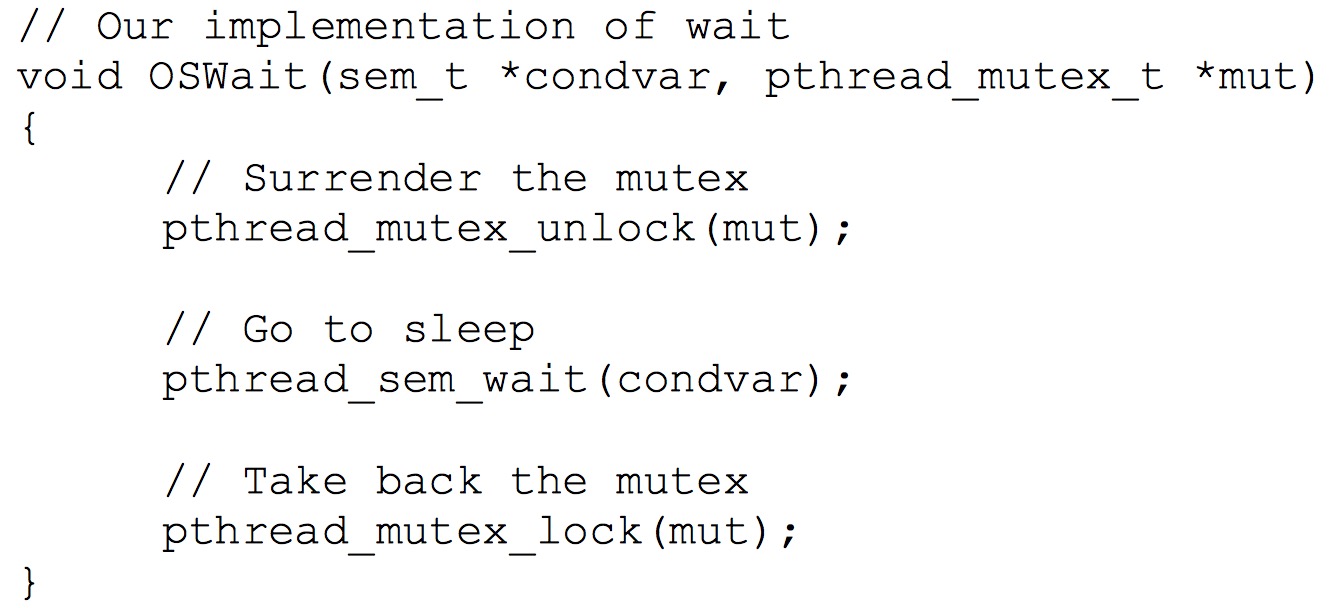 // Our implementation of wait
void OSWait(sem_t *condvar, pthread_mutex_t *mut)
{
// Surrender the mutex
pthread_mutex_unlock(mut);
// Go to sleep
pthread_sem_wait(condvar);
// Take back the mutex
pthread_mutex_lock(mut);
}